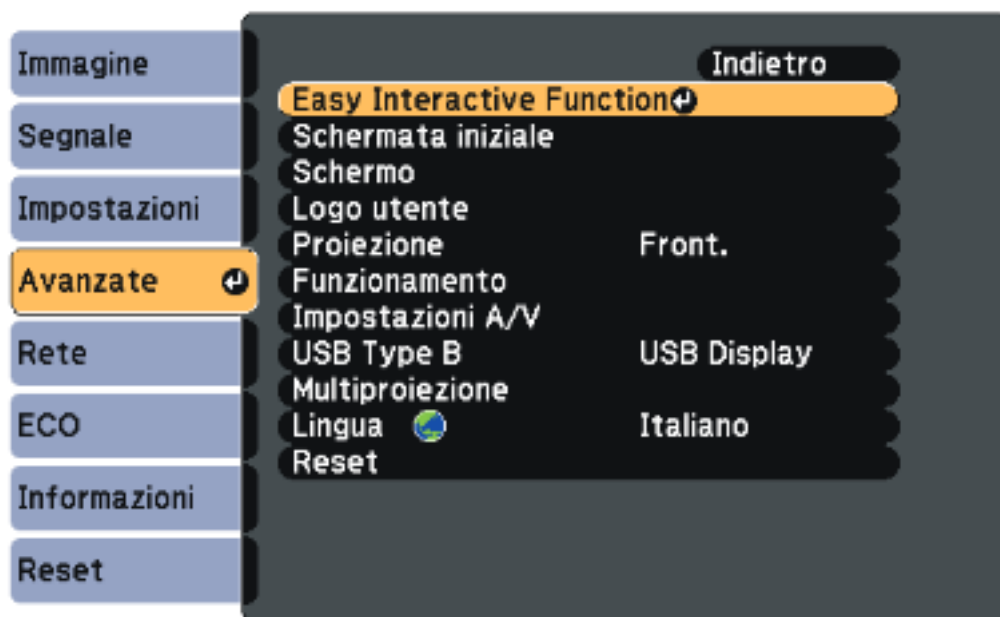 Immagine
Segnale
Impostazioni
Avanzate
Rete
ECO
Informazioni
Reset
Indietro
Easy Interactive Function
Schermata iniziale
Schermo
Logo utente
Proiezione Front.
Funzionamento
Impostazioni A/V
USB Type B USB Display
Multiproiezione
Lingua Italiano
Reset